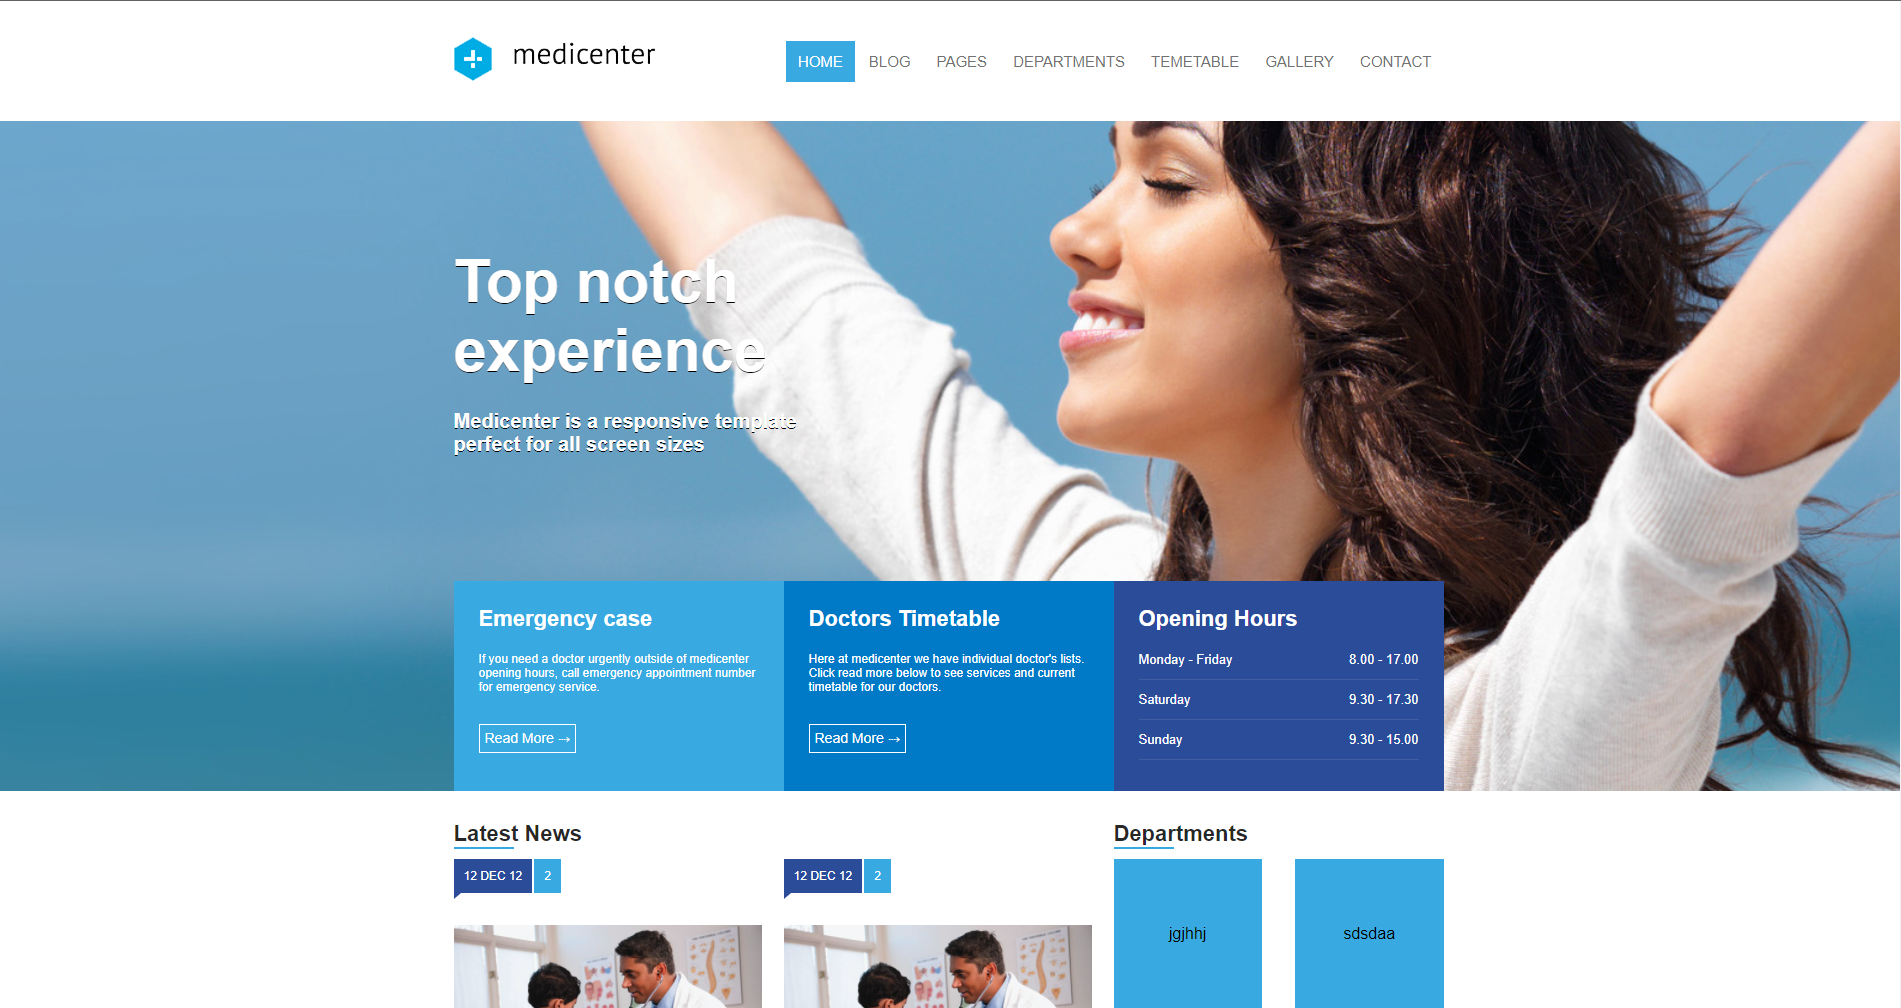 medicenter
HOME BLOG PAGES DEPARTMENTS TEMETABLE GALLERY CONTACT
Top notch
experience
Medicenter is a responsive template
perfect for all screen sizes
Emergency case
If you need a doctor urgently outside of medicenter
opening hours, call emergency appointment number
for emergency service.
Read More →
Doctors Timetable
Here at medicenter we have individual doctor's lists.
Click read more below to see services and current
timetable for our doctors.
Read More →
Opening Hours
Monday - Friday 8.00 - 17.00
Saturday 9.30 - 17.30
Sunday 9.30 - 15.00
Latest News
12 DEC 12 2
12 DEC 12 2
Departments
jgjhhj
sdsdaa